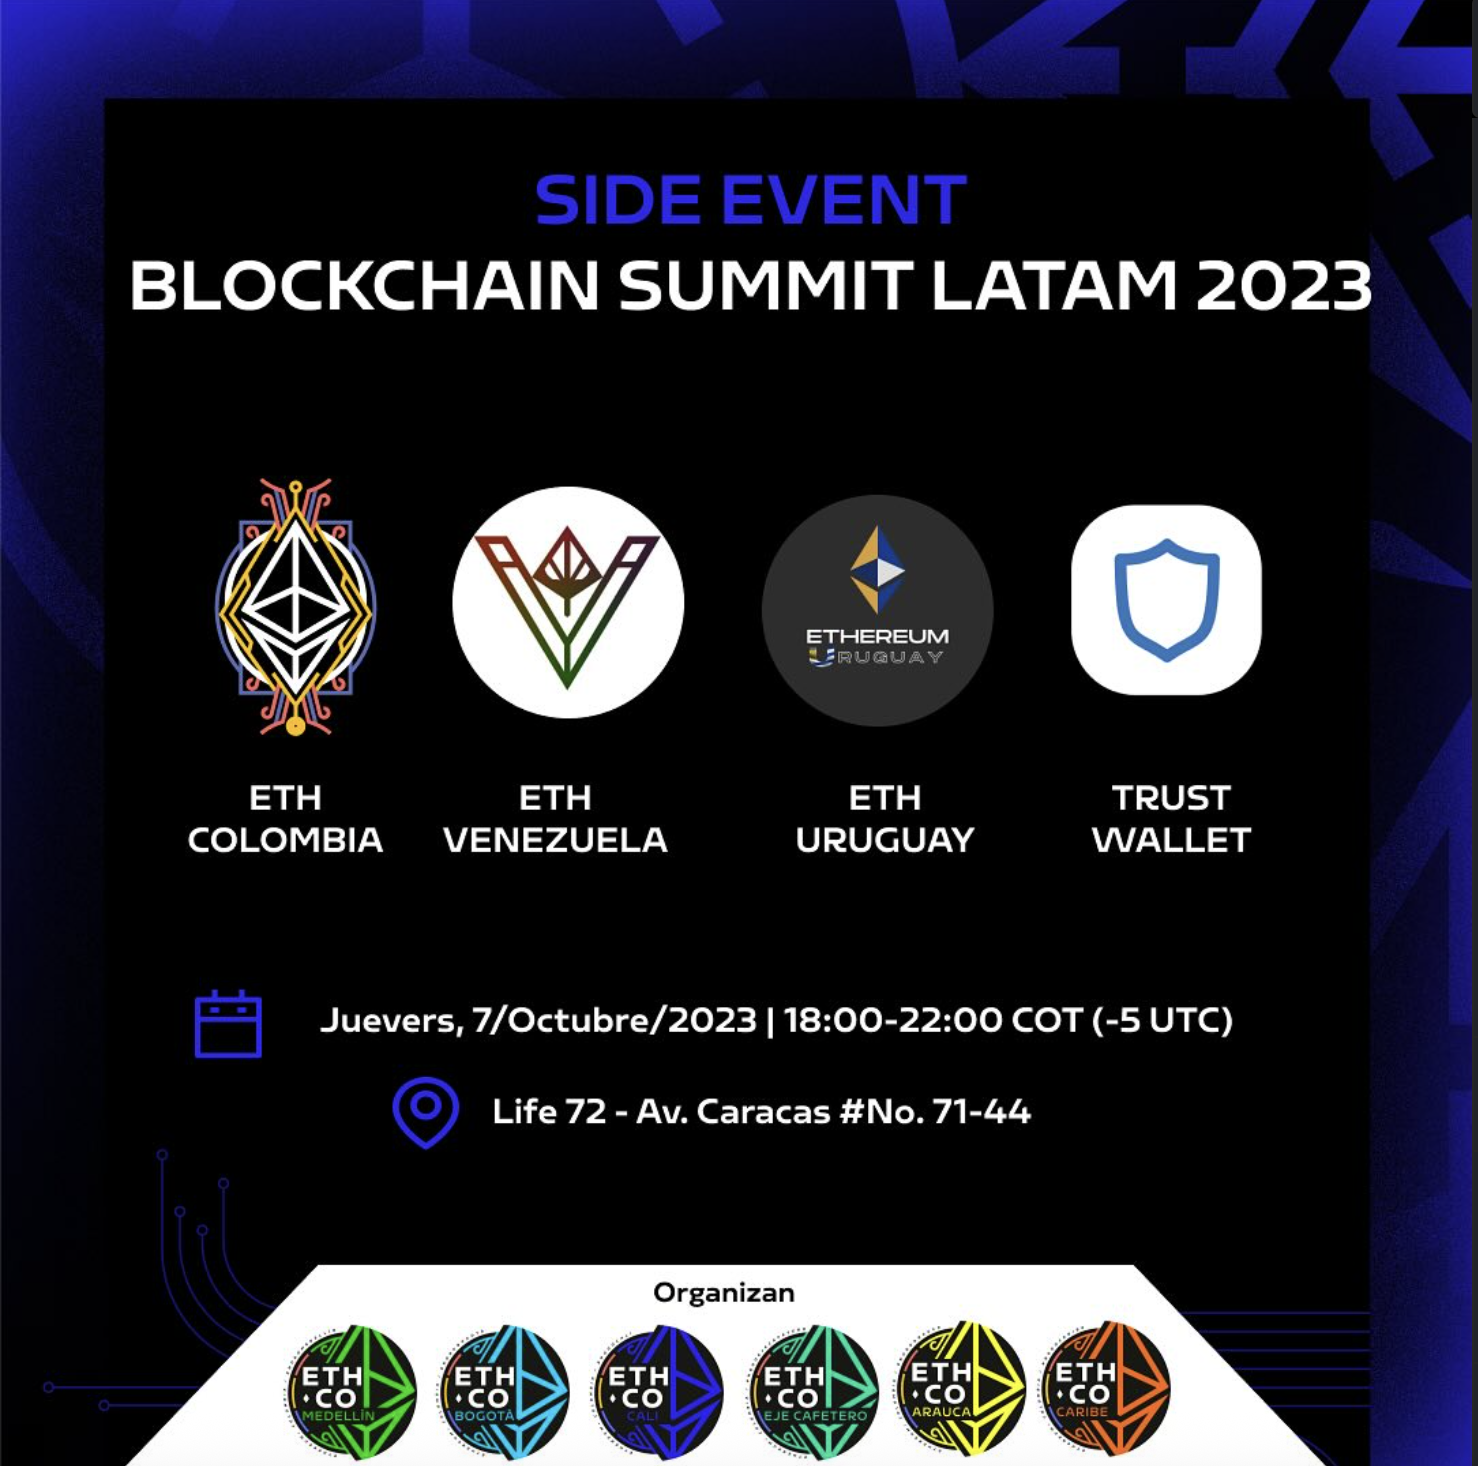 SIDE EVENT
BLOCKCHAIN SUMMIT LATAM 2023
ETHEREUM
URUGUAY
ETH
COLOMBIA
ETH
VENEZUELA
ETH
URUGUAY
TRUST
WALLET
Juevers, 7/Octubre/2023 | 18:00-22:00 COT (-5 UTC)
Life 72 - Av. Caracas #No. 71-44
Organizan
ETH
CO
MEDELLÍN
ETH
CO
BOGOTÁ
ETH
CO
CALI
ETH
CO
EJE CAFETERO
ETH
CO
ARAUCA
ETH
CO
CARIBE